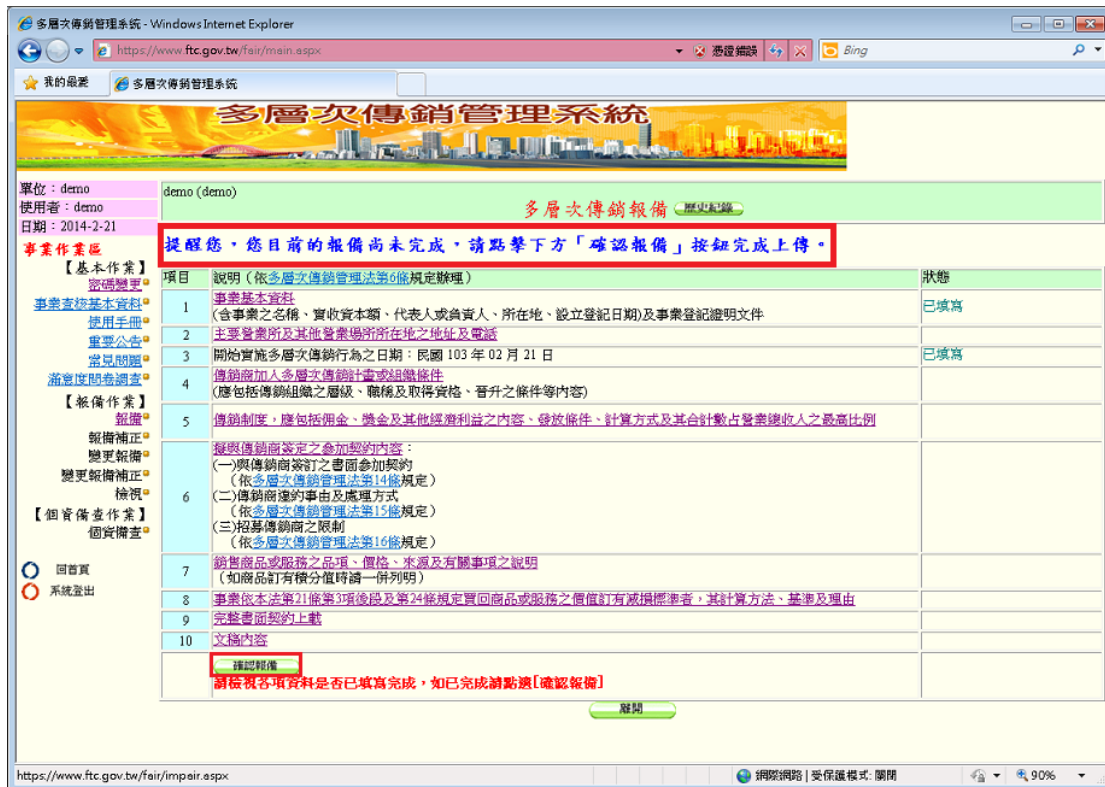 多層次傳銷管理系統 - Windows Internet Explorer
https://www.ftc.gov.tw/fair/main.aspx
憑證錯誤
Bing
我的最愛
多層次傳銷管理系統
多層次傳銷管理系統
單位：demo
使用者：demo
日期：2014-2-21
事業作業區
【基本作業】
密碼變更
事業查核基本資料
使用手冊
重要公告
常見問題
滿意度問卷調查
【報備作業】
報備
報備補正
變更報備
變更報備補正
檢視
【個資備查作業】
個資備查
回首頁
系統登出
demo (demo)
多層次傳銷報備 歷史紀錄
提醒您，您目前的報備尚未完成，請點擊下方「確認報備」按鈕完成上傳。
項目 說明（依多層次傳銷管理法第6條規定辦理） 狀態
1 事業基本資料 已填寫
(含事業之名稱、實收資本額、代表人或負責人、所在地、設立登記日期)及事業登記證明文件
2 主要營業所及其他營業場所所在地之地址及電話
3 開始實施多層次傳銷行為之日期：民國 103 年 02 月 21 日 已填寫
4 傳銷商加入多層次傳銷計畫或組織條件
(應包括傳銷組織之層級、職稱及取得資格、晉升之條件等內容)
5 傳銷制度，應包括佣金、獎金及其他經濟利益之內容、發放條件、計算方式及其合計數占營業總收入之最高比例
6 擬與傳銷商簽定之參加契約內容：
(一)與傳銷商簽訂之書面參加契約
（依多層次傳銷管理法第14條規定）
(二)傳銷商違約事由及處理方式
（依多層次傳銷管理法第15條規定）
(三)招募傳銷商之限制
（依多層次傳銷管理法第16條規定）
7 銷售商品或服務之品項、價格、來源及有關事項之說明
（如商品訂有積分值時請一併列明）
8 事業依本法第21條第3項後段及第24條規定買回商品或服務之價值訂有減損標準者，其計算方法、基準及理由
9 完整書面契約上載
10 文稿內容
確認報備
請檢視各項資料是否已填寫完成，如已完成請點選[確認報備]
離開
https://www.ftc.gov.tw/fair/impair.aspx
網際網路 | 受保護模式: 關閉
90%